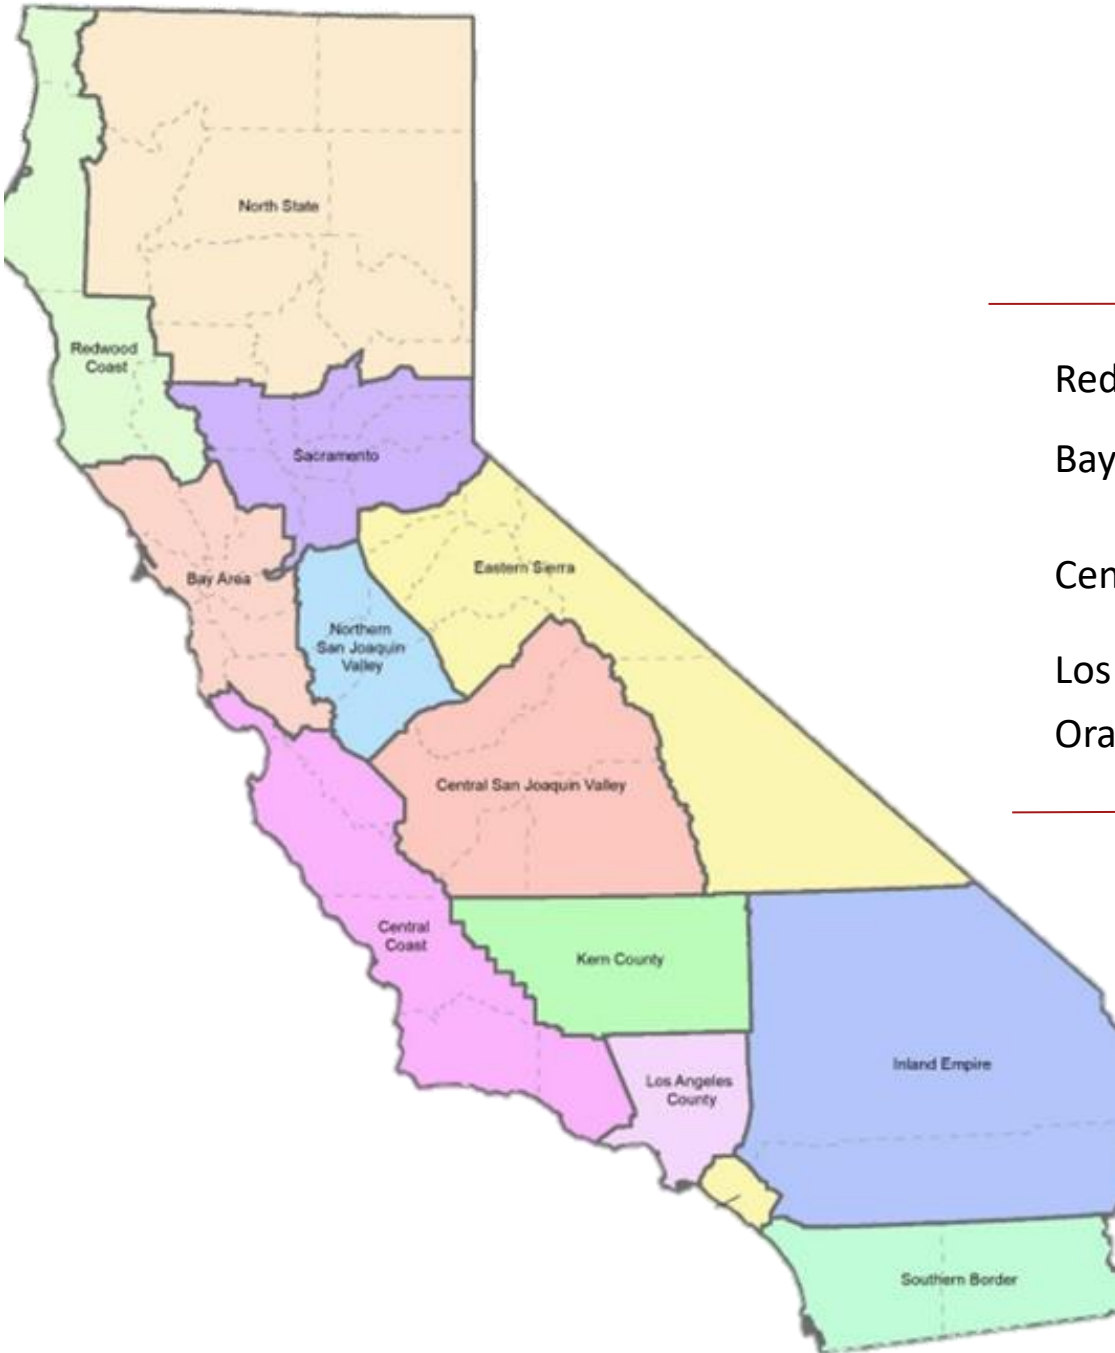 North State
Redwood
Coast
Red
Sacramento
Bay
Eastern Sierra
Bay Area
Cen
Northern
San Joaquin
Valley
Los
Ora
Central San Joaquin Valley
Central
Coast
Kern County
Inland Empire
Los Angeles
County
Southern Border